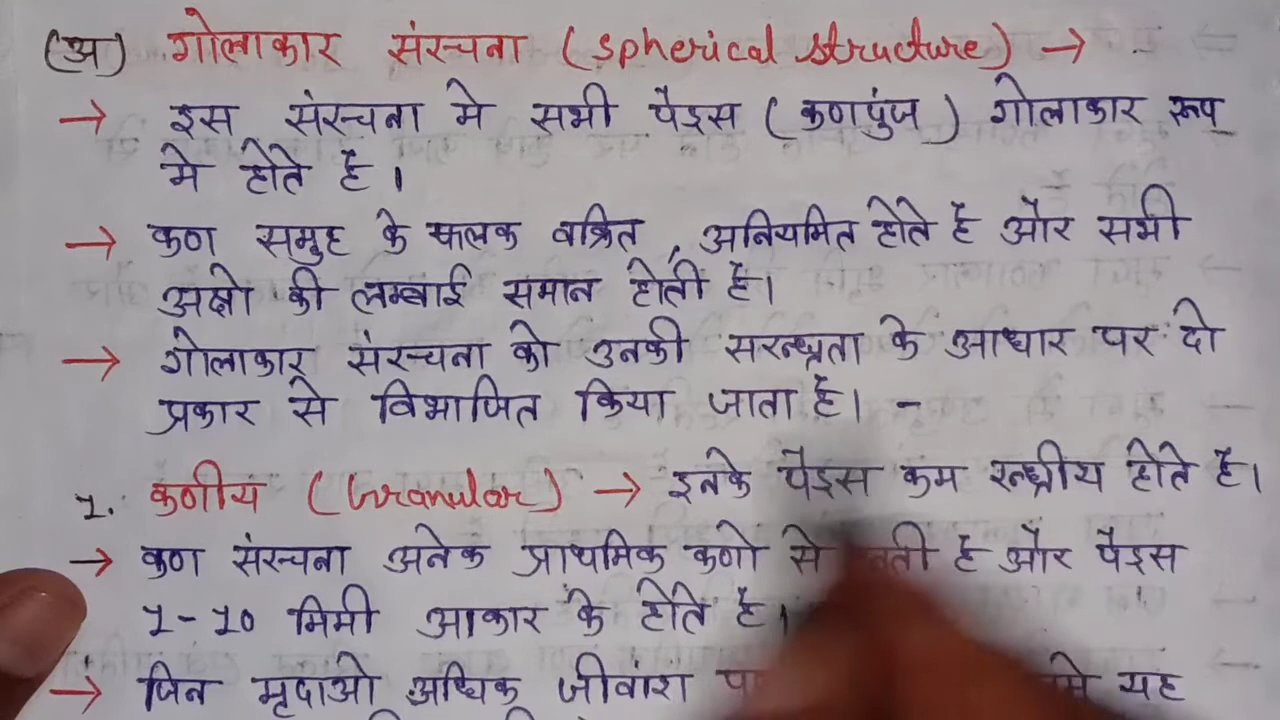 (अ) गोलाकार संरचना (spherical structure) →
→ इस संरचना मे सभी पैड्स (कणपुंज) गोलाकार रूप
मे होते है।
→ कण समुह के फलक वक्रित, अनियमित होते है और सभी
अक्षो की लम्बाई समान होती है।
→ गोलाकार संरचना को उनकी सरन्ध्रता के आधार पर दो
प्रकार से विभाजित किया जाता है। -
1. कणीय (Granular) → इनके पैड्स कम रन्ध्रीय होते है।
→ कण संरचना अनेक प्राथमिक कणो से है और पैड्स
1-10 मिमी आकार के होते है।
→ जिन मृदाओ अधिक जीवांश यह